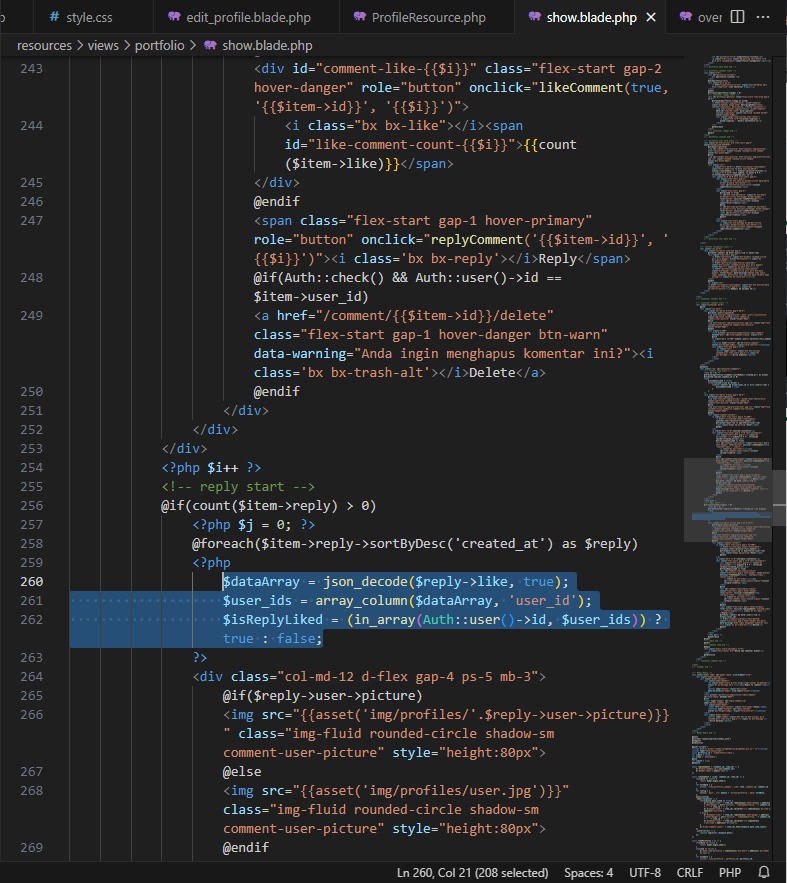 style.css
edit_profile.blade.php
ProfileResource.php
show.blade.php
over
resources > views > portfolio > show.blade.php
243 <div id="comment-like-{{$i}}" class="flex-start gap-2
hover-danger" role="button" onclick="likeComment(true,
'{{$item->id}}', '{{$i}}')">
244 <i class="bx bx-like"></i><span
id="like-comment-count-{{$i}}">{{count
($item->like)}}</span>
245 </div>
246 @endif
247 <span class="flex-start gap-1 hover-primary"
role="button" onclick="replyComment('{{$item->id}}', '
{{$i}}')"><i class='bx bx-reply'></i>Reply</span>
248 @if(Auth::check() && Auth::user()->id ==
$item->user_id)
249 <a href="/comment/{{$item->id}}/delete"
class="flex-start gap-1 hover-danger btn-warn"
data-warning="Anda ingin menghapus komentar ini?"><i
class='bx bx-trash-alt'></i>Delete</a>
250 @endif
251 </div>
252 </div>
253 </div>
254 <?php $i++ ?>
255 <!-- reply start -->
256 @if(count($item->reply) > 0)
257 <?php $j = 0; ?>
258 @foreach($item->reply->sortByDesc('created_at') as $reply)
259 <?php
260 $dataArray = json_decode($reply->like, true);
261 $user_ids = array_column($dataArray, 'user_id');
262 $isReplyLiked = (in_array(Auth::user()->id, $user_ids)) ?
true : false;
263 ?>
264 <div class="col-md-12 d-flex gap-4 ps-5 mb-3">
265 @if($reply->user->picture)
266 <img src="{{asset('img/profiles/'.$reply->user->picture)}}
" class="img-fluid rounded-circle shadow-sm
comment-user-picture" style="height:80px">
267 @else
268 <img src="{{asset('img/profiles/user.jpg')}}"
class="img-fluid rounded-circle shadow-sm
comment-user-picture" style="height:80px">
269 @endif
Ln 260, Col 21 (208 selected) Spaces: 4 UTF-8 CRLF PHP